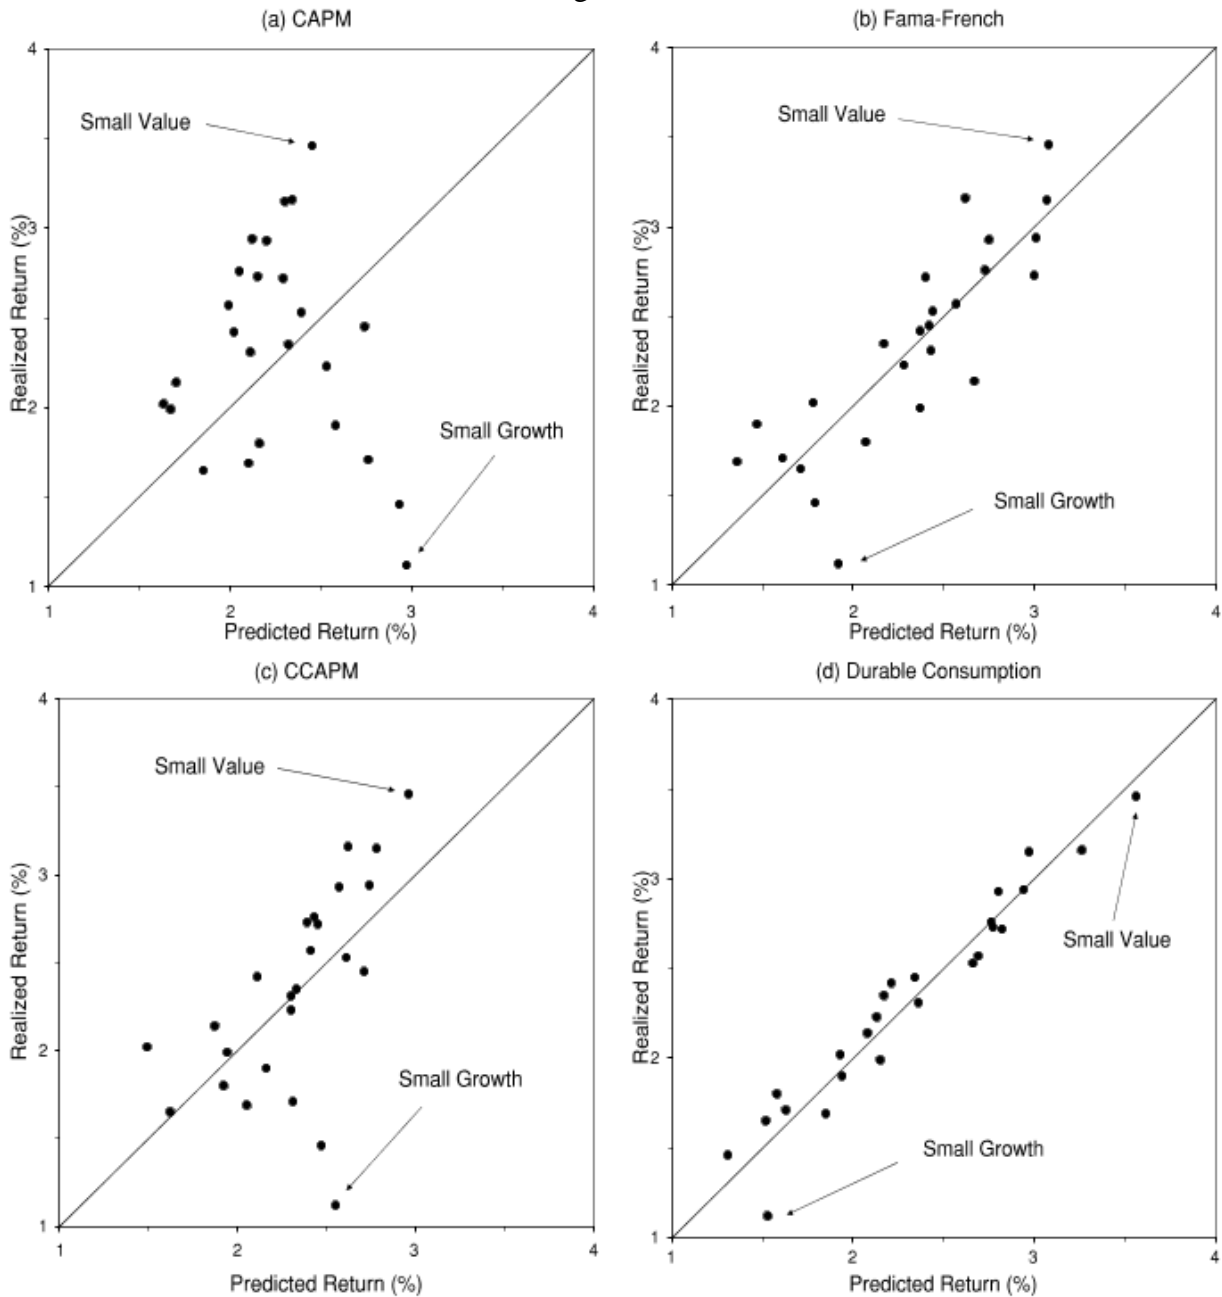 (a) CAPM
4
3
2
1
Realized Return (%)
Small Value
Small Growth
1
2
3
4
Predicted Return (%)
(b) Fama-French
4
3
2
1
Realized Return (%)
Small Value
Small Growth
1
2
3
4
Predicted Return (%)
(c) CCAPM
4
3
2
1
Realized Return (%)
Small Value
Small Growth
1
2
3
4
Predicted Return (%)
(d) Durable Consumption
4
3
2
1
Realized Return (%)
Small Value
Small Growth
1
2
3
4
Predicted Return (%)